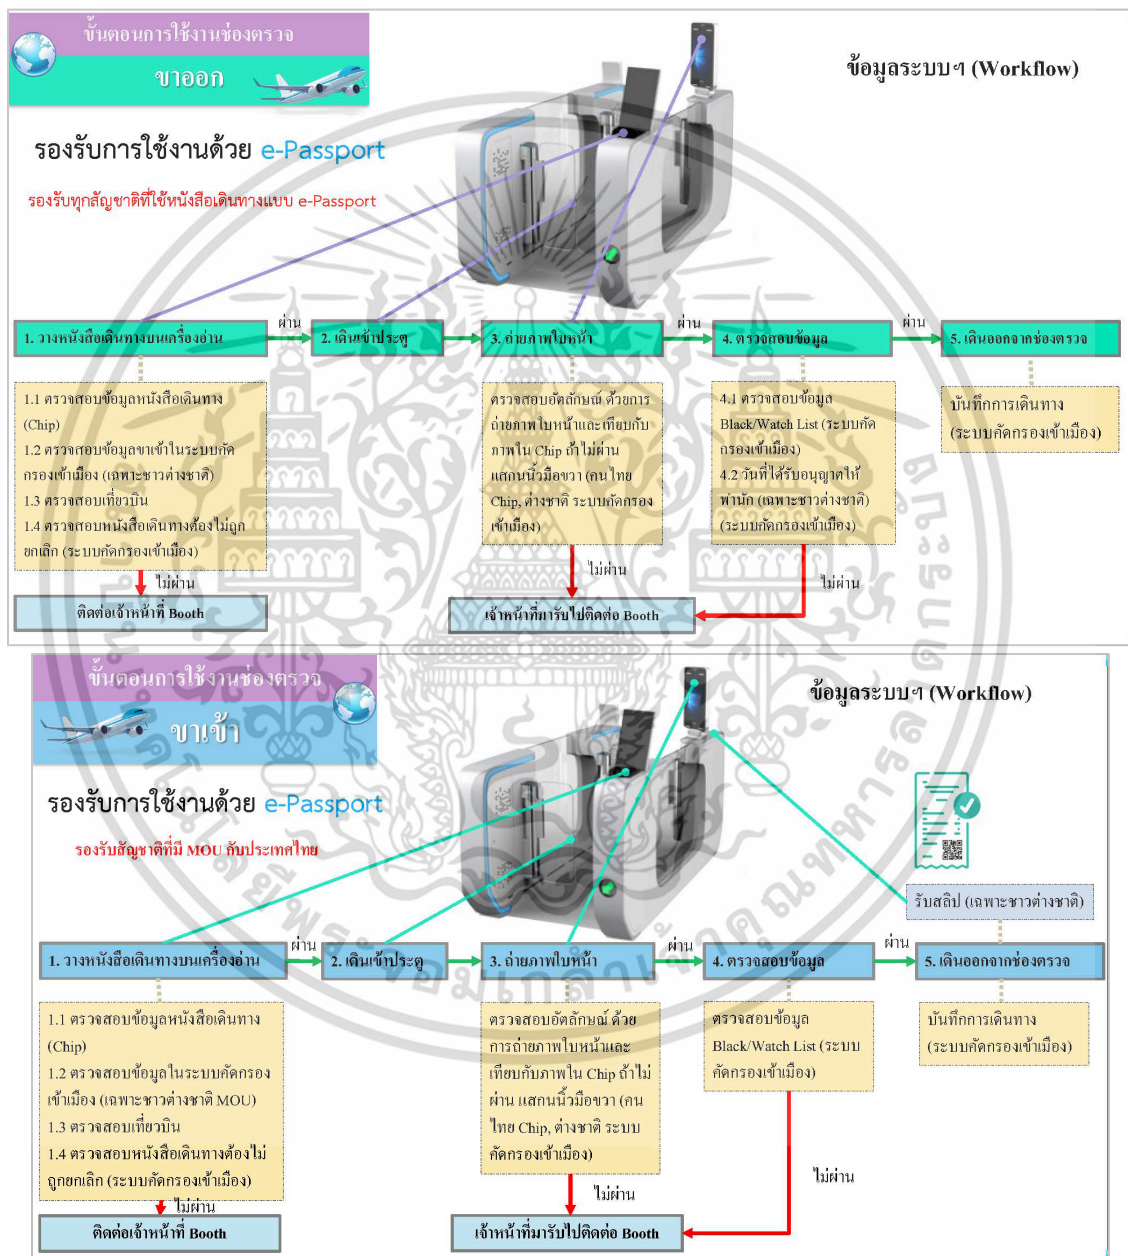 ขั้นตอนการใช้งานช่องตรวจ
ขาออก
ข้อมูลระบบฯ (Workflow)
รองรับการใช้งานด้วย e-Passport
รองรับทุกสัญชาติที่ใช้หนังสือเดินทางแบบ e-Passport
1. วางหนังสือเดินทางบนเครื่องอ่าน
ผ่าน
2. เดินเข้าประตู
3. ถ่ายภาพใบหน้า
ผ่าน
4. ตรวจสอบข้อมูล
ผ่าน
5. เดินออกจากช่องตรวจ
1.1 ตรวจสอบข้อมูลหนังสือเดินทาง
(Chip)
1.2 ตรวจสอบข้อมูลขาเข้าในระบบคัด
กรองเข้าเมือง (เฉพาะชาวต่างชาติ)
1.3 ตรวจสอบเที่ยวบิน
1.4 ตรวจสอบหนังสือเดินทางต้องไม่ถูก
ยกเลิก (ระบบคัดกรองเข้าเมือง)
ตรวจสอบอัตลักษณ์ ด้วยการ
ถ่ายภาพใบหน้าและเทียบกับ
ภาพใน Chip ถ้าไม่ผ่าน
แสกนนิ้วมือขวา (คนไทย
Chip, ต่างชาติ ระบบคัดกรอง
เข้าเมือง)
4.1 ตรวจสอบข้อมูล
Black/Watch List (ระบบคัด
กรองเข้าเมือง)
4.2 วันที่ได้รับอนุญาตให้
พำนัก (เฉพาะชาวต่างชาติ)
(ระบบคัดกรองเข้าเมือง)
บันทึกการเดินทาง
(ระบบคัดกรองเข้าเมือง)
ไม่ผ่าน
ไม่ผ่าน
ไม่ผ่าน
ติดต่อเจ้าหน้าที่ Booth
เจ้าหน้าที่มารับไปติดต่อ Booth
ขั้นตอนการใช้งานช่องตรวจ
ขาเข้า
ข้อมูลระบบฯ (Workflow)
รองรับการใช้งานด้วย e-Passport
รองรับสัญชาติที่มี MOU กับประเทศไทย
รับสลิป (เฉพาะชาวต่างชาติ)
1. วางหนังสือเดินทางบนเครื่องอ่าน
ผ่าน
2. เดินเข้าประตู
3. ถ่ายภาพใบหน้า
ผ่าน
4. ตรวจสอบข้อมูล
ผ่าน
5. เดินออกจากช่องตรวจ
1.1 ตรวจสอบข้อมูลหนังสือเดินทาง
(Chip)
1.2 ตรวจสอบข้อมูลในระบบคัดกรอง
เข้าเมือง (เฉพาะชาวต่างชาติ MOU)
1.3 ตรวจสอบเที่ยวบิน
1.4 ตรวจสอบหนังสือเดินทางต้องไม่
ถูกยกเลิก (ระบบคัดกรองเข้าเมือง)
ตรวจสอบอัตลักษณ์ ด้วย
การถ่ายภาพใบหน้าและ
เทียบกับภาพใน Chip ถ้าไม่
ผ่าน แสกนนิ้วมือขวา (คน
ไทย Chip, ต่างชาติ ระบบ
คัดกรองเข้าเมือง)
ตรวจสอบข้อมูล
Black/Watch List (ระบบ
คัดกรองเข้าเมือง)
บันทึกการเดินทาง
(ระบบคัดกรองเข้าเมือง)
ไม่ผ่าน
ไม่ผ่าน
ไม่ผ่าน
ติดต่อเจ้าหน้าที่ Booth
เจ้าหน้าที่มารับไปติดต่อ Booth